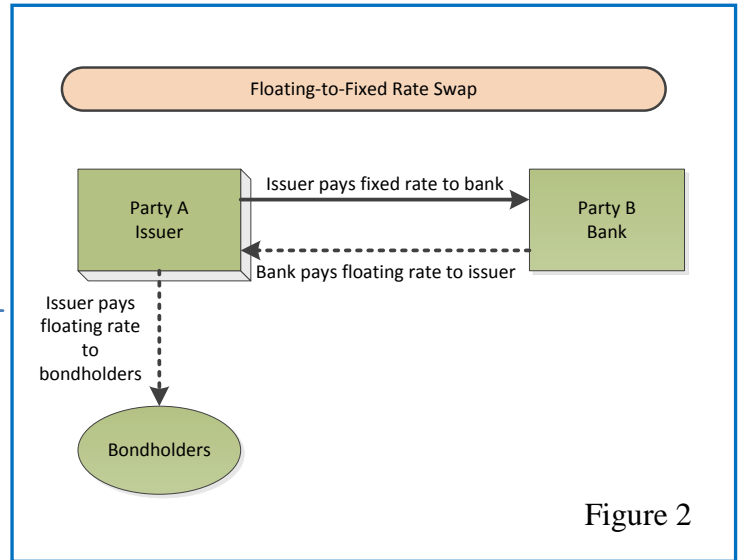 Floating-to-Fixed Rate Swap
Issuer pays fixed rate to bank
Party A
Issuer
Party B
Bank
Bank pays floating rate to issuer
Issuer pays
floating rate
to
bondholders
Bondholders
Figure 2